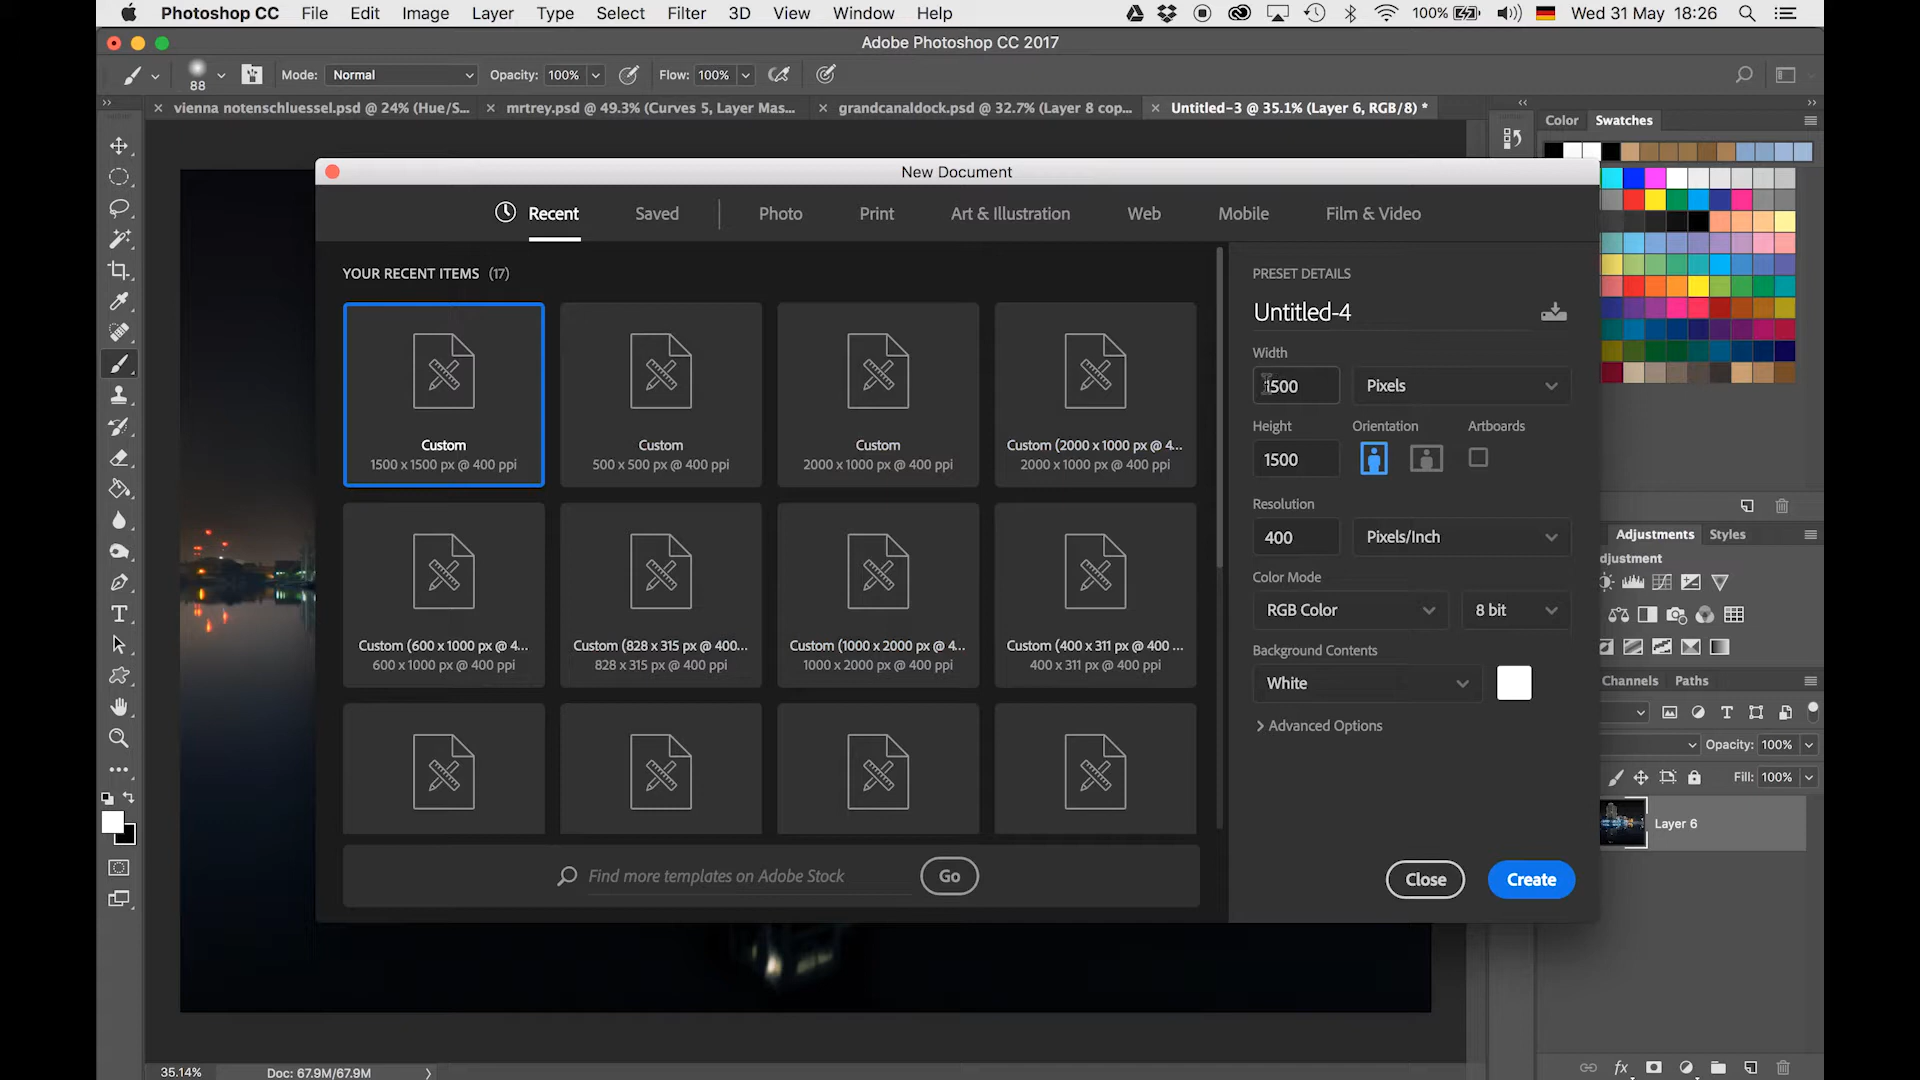 Photoshop CC File Edit Image Layer Type Select Filter 3D View Window Help 100% Wed 31 May 18:26
Adobe Photoshop CC 2017
88 Mode: Normal Opacity: 100% Flow: 100%
vienna notenschluessel.psd @ 24% (Hue/S... mrtrey.psd @ 49.3% (Curves 5, Layer Mas... grandcanaldock.psd @ 32.7% (Layer 8 cop... Untitled-3 @ 35.1% (Layer 6, RGB/8) *
Color Swatches
New Document
Recent Saved Photo Print Art & Illustration Web Mobile Film & Video
YOUR RECENT ITEMS (17)
Custom
1500 x 1500 px @ 400 ppi
Custom
500 x 500 px @ 400 ppi
Custom
2000 x 1000 px @ 400 ppi
Custom (2000 x 1000 px @ 4...
2000 x 1000 px @ 400 ppi
Custom (600 x 1000 px @ 4...
600 x 1000 px @ 400 ppi
Custom (828 x 315 px @ 400...
828 x 315 px @ 400 ppi
Custom (1000 x 2000 px @ 4...
1000 x 2000 px @ 400 ppi
Custom (400 x 311 px @ 400 ...
400 x 311 px @ 400 ppi
Find more templates on Adobe Stock Go
PRESET DETAILS
Untitled-4
Width
1500 Pixels
Height Orientation Artboards
1500
Resolution
400 Pixels/Inch
Color Mode
RGB Color 8 bit
Background Contents
White
Advanced Options
Close Create
Adjustments Styles
djustment
Channels Paths
Opacity: 100%
Fill: 100%
Layer 6
fx
35.14% Doc: 67.9M/67.9M